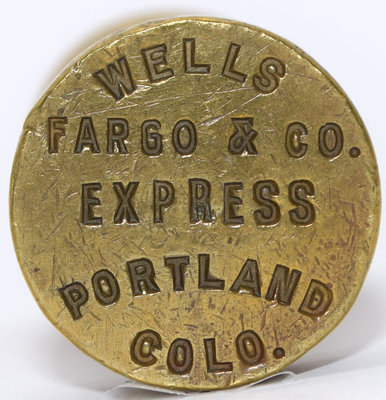 WELLS
FARGO & CO.
EXPRESS
PORTLAND
COLO.